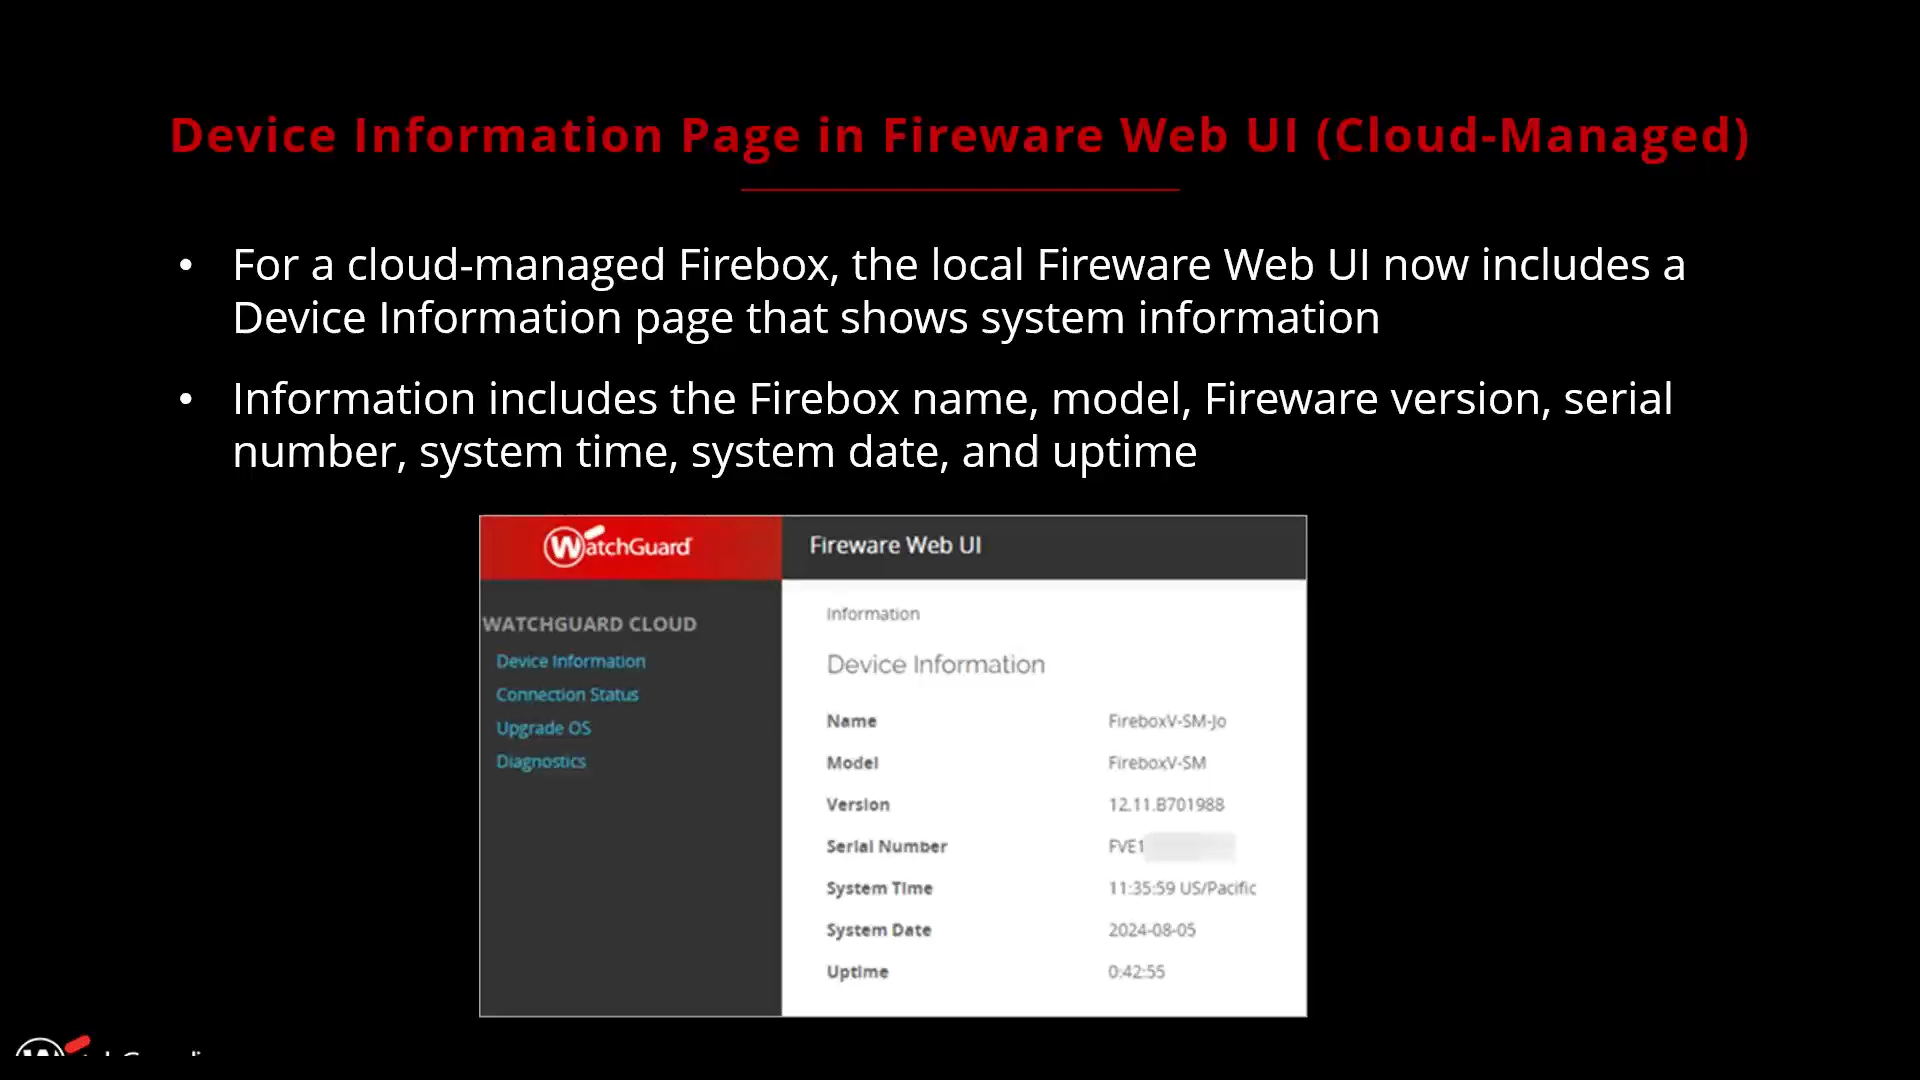 Device Information Page in Fireware Web UI (Cloud-Managed)
• For a cloud-managed Firebox, the local Fireware Web UI now includes a
Device Information page that shows system information
• Information includes the Firebox name, model, Fireware version, serial
number, system time, system date, and uptime
WatchGuard
Fireware Web UI
WATCHGUARD CLOUD
Device Information
Connection Status
Upgrade OS
Diagnostics
Information
Device Information
Name FireboxV-SM-Jo
Model FireboxV-SM
Version 12.11.B701988
Serial Number FVE1
System Time 11:35:59 US/Pacific
System Date 2024-08-05
Uptime 0:42:55